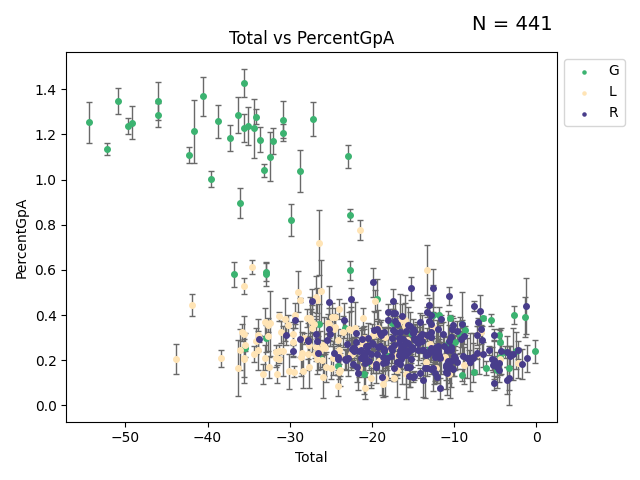 N = 441
Total vs PercentGpA
G
L
R
PercentGpA
1.4
1.2
1.0
0.8
0.6
0.4
0.2
0.0
−50 −40 −30 −20 −10 0
Total